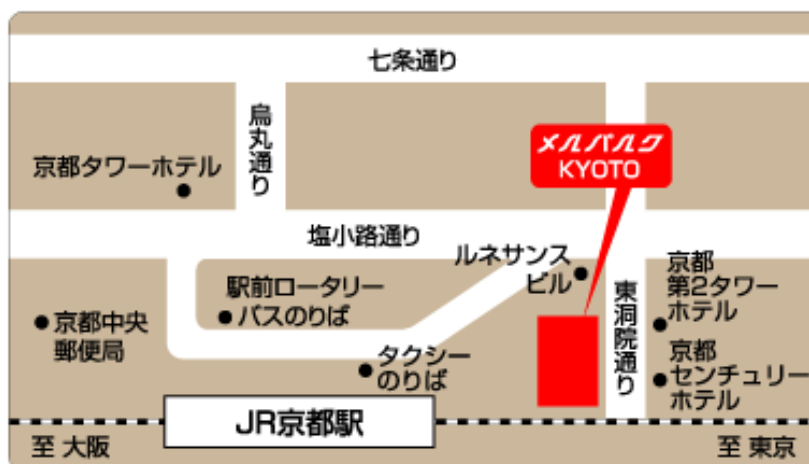 七条通り
烏丸通り
メルパルク
KYOTO
京都タワーホテル
塩小路通り
ルネサンス
ビル
京都
第2タワー
ホテル
駅前ロータリー
バスのりば
東洞院通り
京都中央
郵便局
タクシー
のりば
京都
センチュリー
ホテル
JR京都駅
至 大阪
至 東京